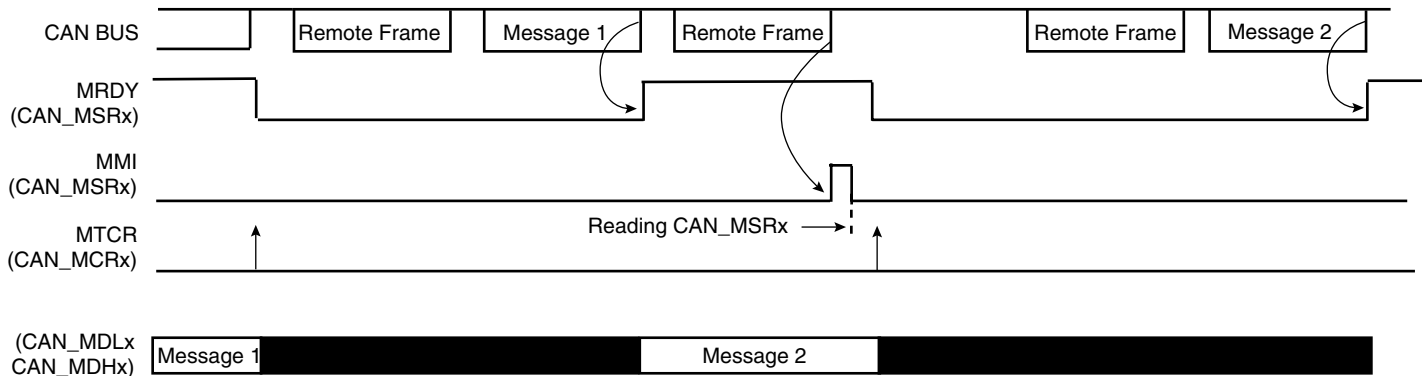 CAN BUS
Remote Frame
Message 1
Remote Frame
Remote Frame
Message 2
MRDY
(CAN_MSRx)
MMI
(CAN_MSRx)
Reading CAN_MSRx
MTCR
(CAN_MCRx)
(CAN_MDLx
CAN_MDHx)
Message 1
Message 2